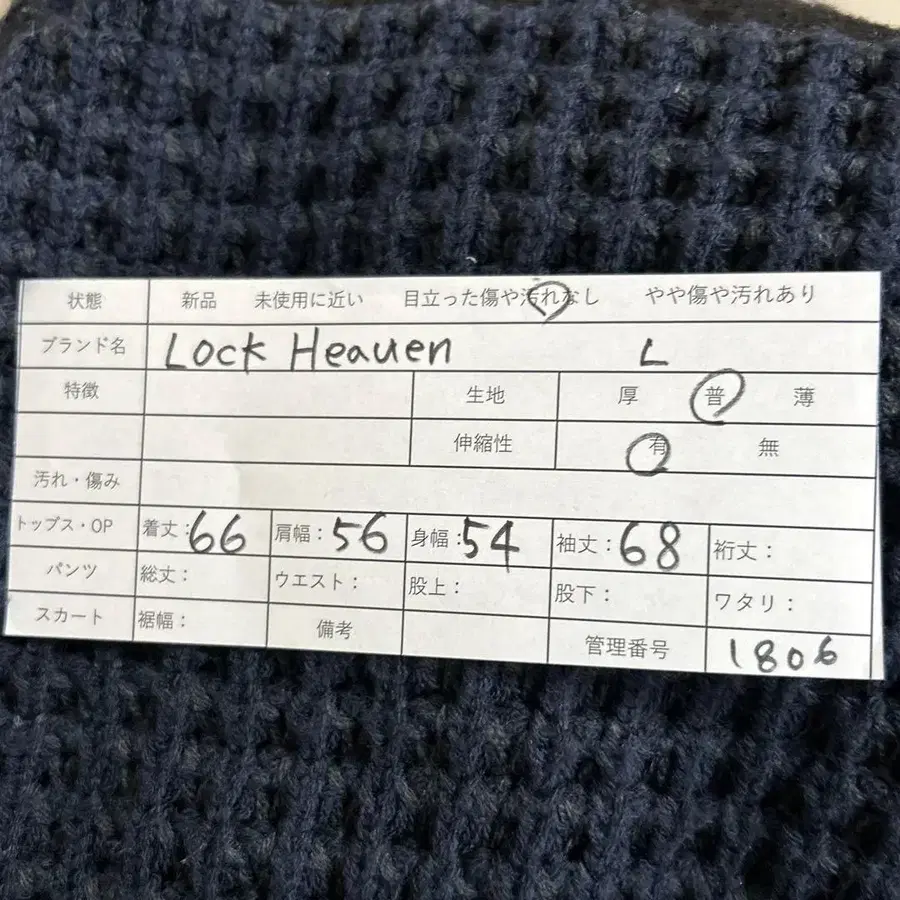 状態 新品 未使用に近い 目立った傷や汚れなし やや傷や汚れあり
ブランド名 Lock Heauen L
特徴 生地 厚 普 薄
伸縮性 有 無
汚れ・傷み
トップス・OP 着丈:66 肩幅:56 身幅:54 袖丈:68 裄丈:
パンツ 総丈: ウエスト: 股上: 股下: ワタリ:
スカート 裾幅: 備考 管理番号 1806